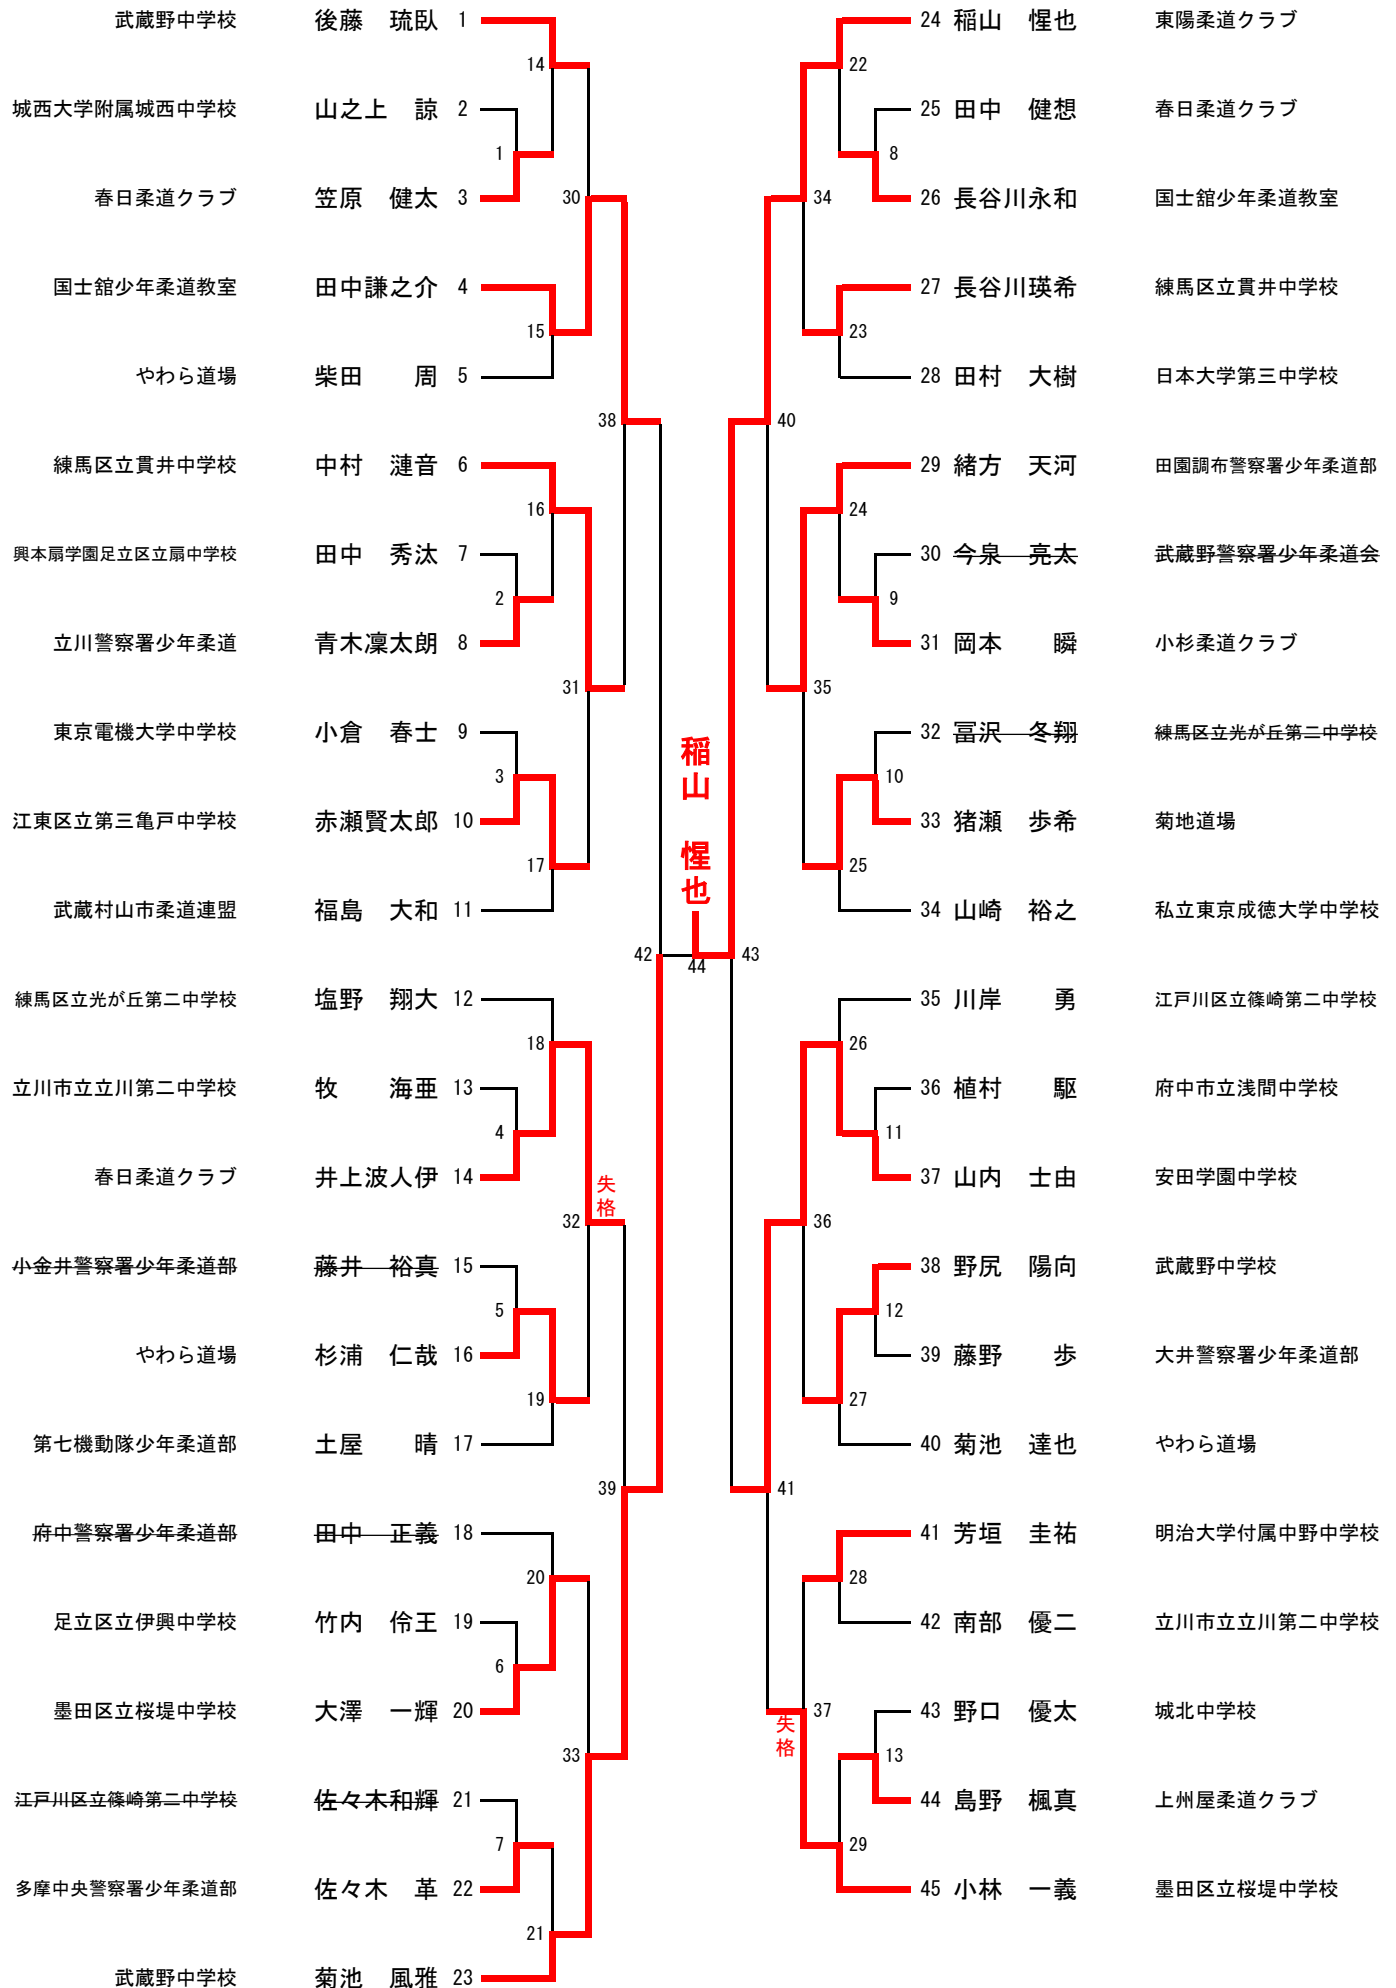 武蔵野中学校 後藤 琉臥 1
城西大学附属城西中学校 山之上 諒 2
春日柔道クラブ 笠原 健太 3
国士舘少年柔道教室 田中謙之介 4
やわら道場 柴田 周 5
練馬区立貫井中学校 中村 漣音 6
興本扇学園足立区立扇中学校 田中 秀汰 7
立川警察署少年柔道 青木凜太朗 8
東京電機大学中学校 小倉 春士 9
江東区立第三亀戸中学校 赤瀬賢太郎 10
武蔵村山市柔道連盟 福島 大和 11
練馬区立光が丘第二中学校 塩野 翔大 12
立川市立立川第二中学校 牧 海亜 13
春日柔道クラブ 井上波人伊 14
小金井警察署少年柔道部 藤井 裕真 15
やわら道場 杉浦 仁哉 16
第七機動隊少年柔道部 土屋 晴 17
府中警察署少年柔道部 田中 正義 18
足立区立伊興中学校 竹内 伶王 19
墨田区立桜堤中学校 大澤 一輝 20
江戸川区立篠崎第二中学校 佐々木和輝 21
多摩中央警察署少年柔道部 佐々木 革 22
武蔵野中学校 菊池 風雅 23
14
1
15
16
2
3
17
18
4
5
19
20
6
7
21
30
31
32
33
失格
38
39
42
稲山 惺也
44
43
40
41
34
35
36
37
失格
22
8
23
24
9
10
25
26
11
12
27
28
13
29
24 稲山 惺也 東陽柔道クラブ
25 田中 健想 春日柔道クラブ
26 長谷川永和 国士舘少年柔道教室
27 長谷川瑛希 練馬区立貫井中学校
28 田村 大樹 日本大学第三中学校
29 緒方 天河 田園調布警察署少年柔道部
30 今泉 亮太 武蔵野警察署少年柔道会
31 岡本 瞬 小杉柔道クラブ
32 冨沢 冬翔 練馬区立光が丘第二中学校
33 猪瀬 歩希 菊地道場
34 山崎 裕之 私立東京成徳大学中学校
35 川岸 勇 江戸川区立篠崎第二中学校
36 植村 駆 府中市立浅間中学校
37 山内 士由 安田学園中学校
38 野尻 陽向 武蔵野中学校
39 藤野 歩 大井警察署少年柔道部
40 菊池 達也 やわら道場
41 芳垣 圭祐 明治大学付属中野中学校
42 南部 優二 立川市立立川第二中学校
43 野口 優太 城北中学校
44 島野 楓真 上州屋柔道クラブ
45 小林 一義 墨田区立桜堤中学校